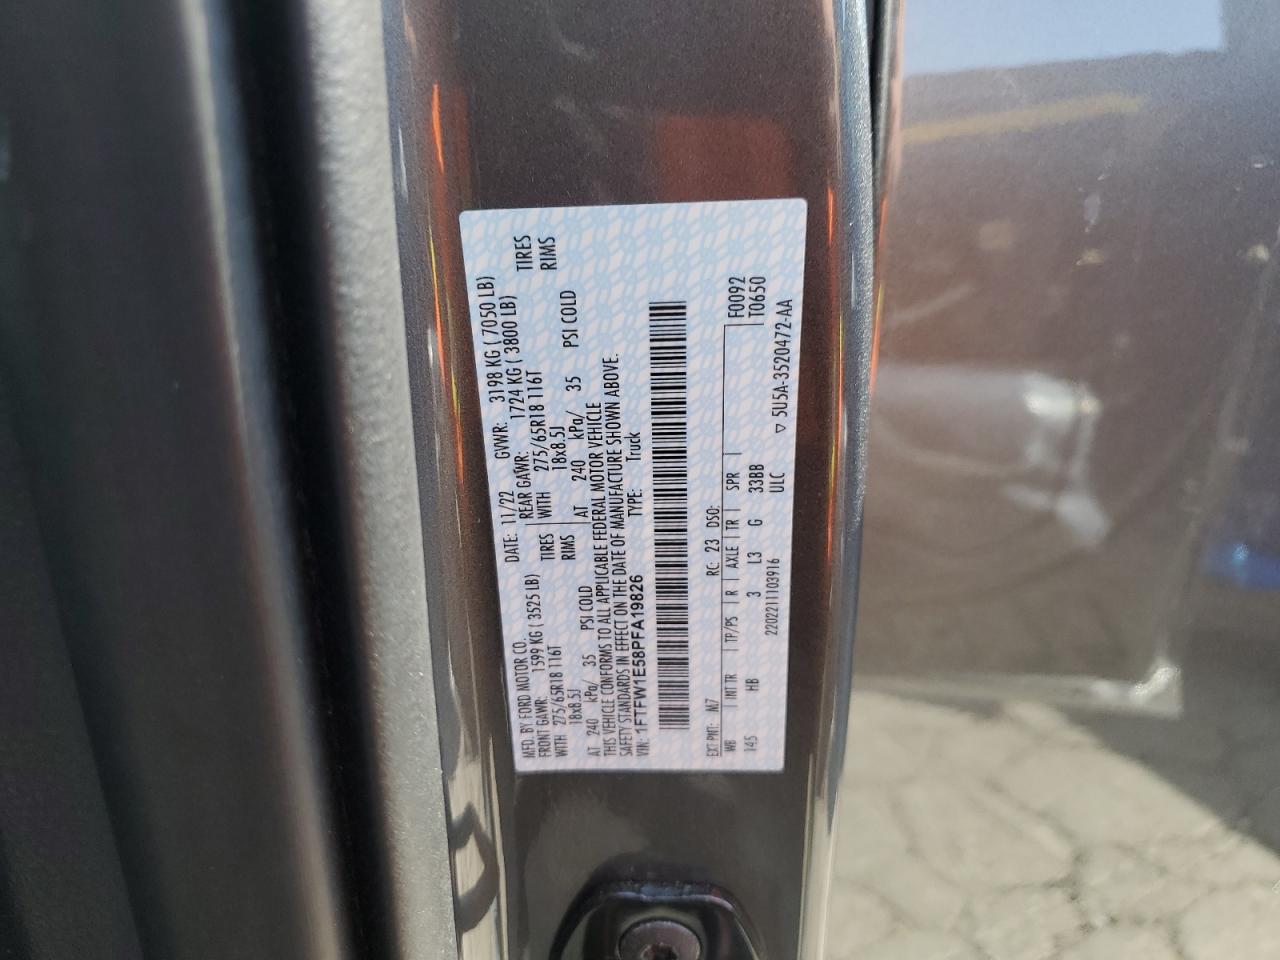 MFD. BY FORD MOTOR CO.
DATE: 11/22 GVWR: 3198 KG ( 7050 LB)
FRONT GAWR: 1599 KG ( 3525 LB) REAR GAWR: 1724 KG ( 3800 LB)
WITH 275/65R18 116T TIRES WITH 275/65R18 116T TIRES
18x8.5J RIMS 18x8.5J RIMS
AT 240 kPa/ 35 PSI COLD AT 240 kPa/ 35 PSI COLD
THIS VEHICLE CONFORMS TO ALL APPLICABLE FEDERAL MOTOR VEHICLE
SAFETY STANDARDS IN EFFECT ON THE DATE OF MANUFACTURE SHOWN ABOVE.
VIN: 1FTFW1E58PFA19826 TYPE: Truck
EXT PNT: M7 RC: 23 DSO: F0092
WB INT TR TP/PS R AXLE TR SPR T0650
145 HB 3 L3 G 33BB
2202211103916 ULC ▽ 5U5A-3520472-AA